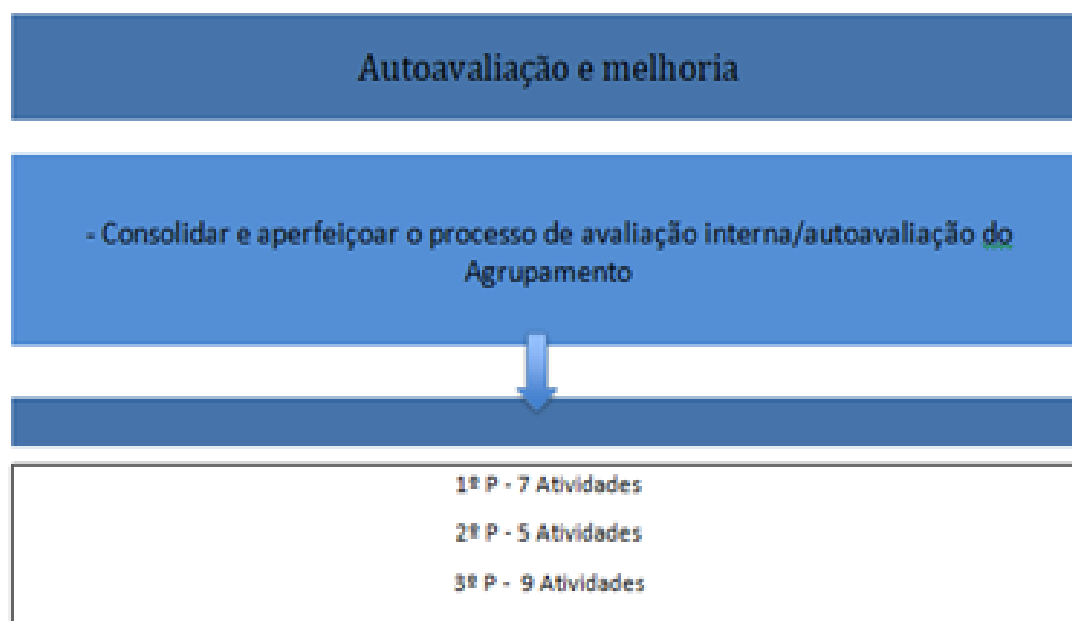 Autoavaliação e melhoria
- Consolidar e aperfeiçoar o processo de avaliação interna/autoavaliação do
Agrupamento
1º P - 7 Atividades
2º P - 5 Atividades
3º P - 9 Atividades